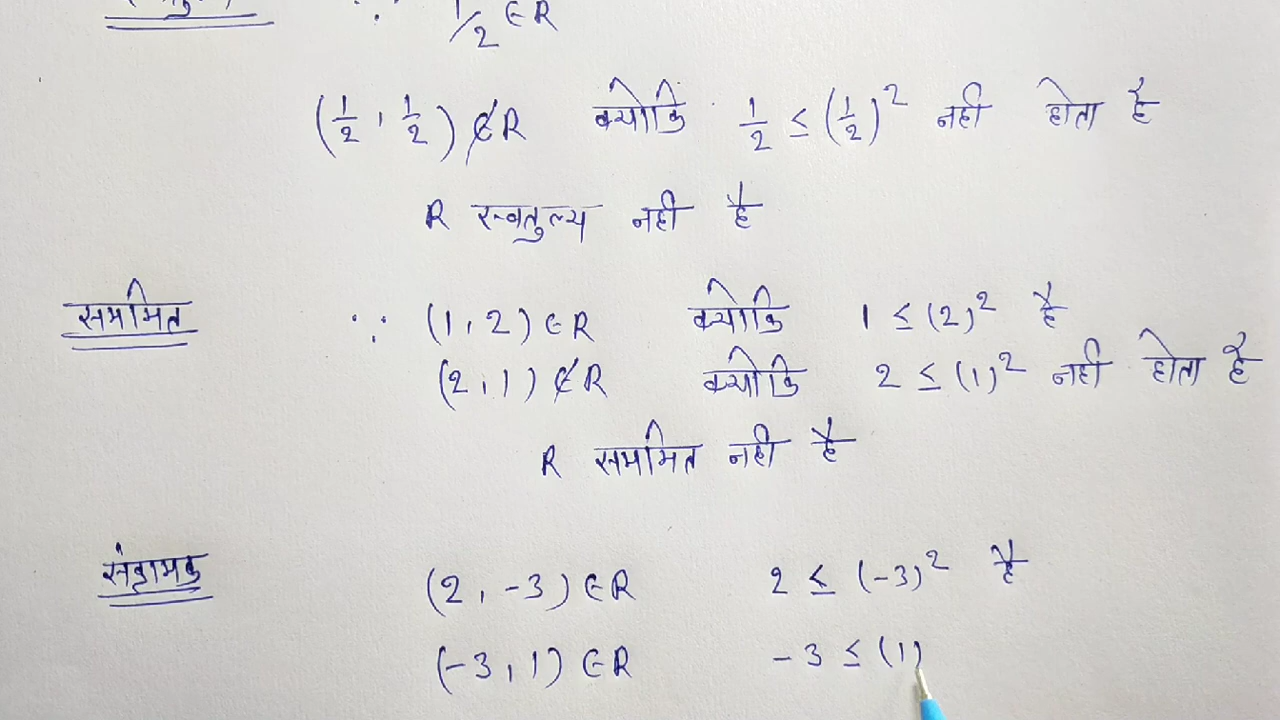 ∵ 1/2 ∈ R
(1/2, 1/2) ∉ R क्योकि 1/2 ≤ (1/2)² नही होता है
R स्वतुल्य नही है
सममित ∵ (1, 2) ∈ R क्योकि 1 ≤ (2)² है
(2, 1) ∉ R क्योकि 2 ≤ (1)² नही होता है
R सममित नही है
संक्रामक (2, -3) ∈ R 2 ≤ (-3)² है
(-3, 1) ∈ R -3 ≤ (1)